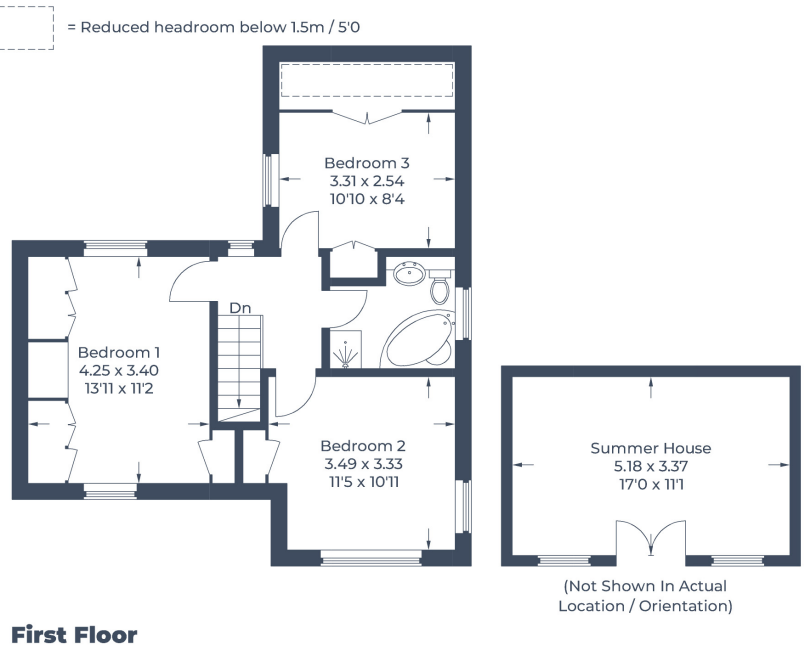 = Reduced headroom below 1.5m / 5'0
Bedroom 3
3.31 x 2.54
10'10 x 8'4
Dn
Bedroom 1
4.25 x 3.40
13'11 x 11'2
Bedroom 2
3.49 x 3.33
11'5 x 10'11
Summer House
5.18 x 3.37
17'0 x 11'1
(Not Shown In Actual
Location / Orientation)
First Floor